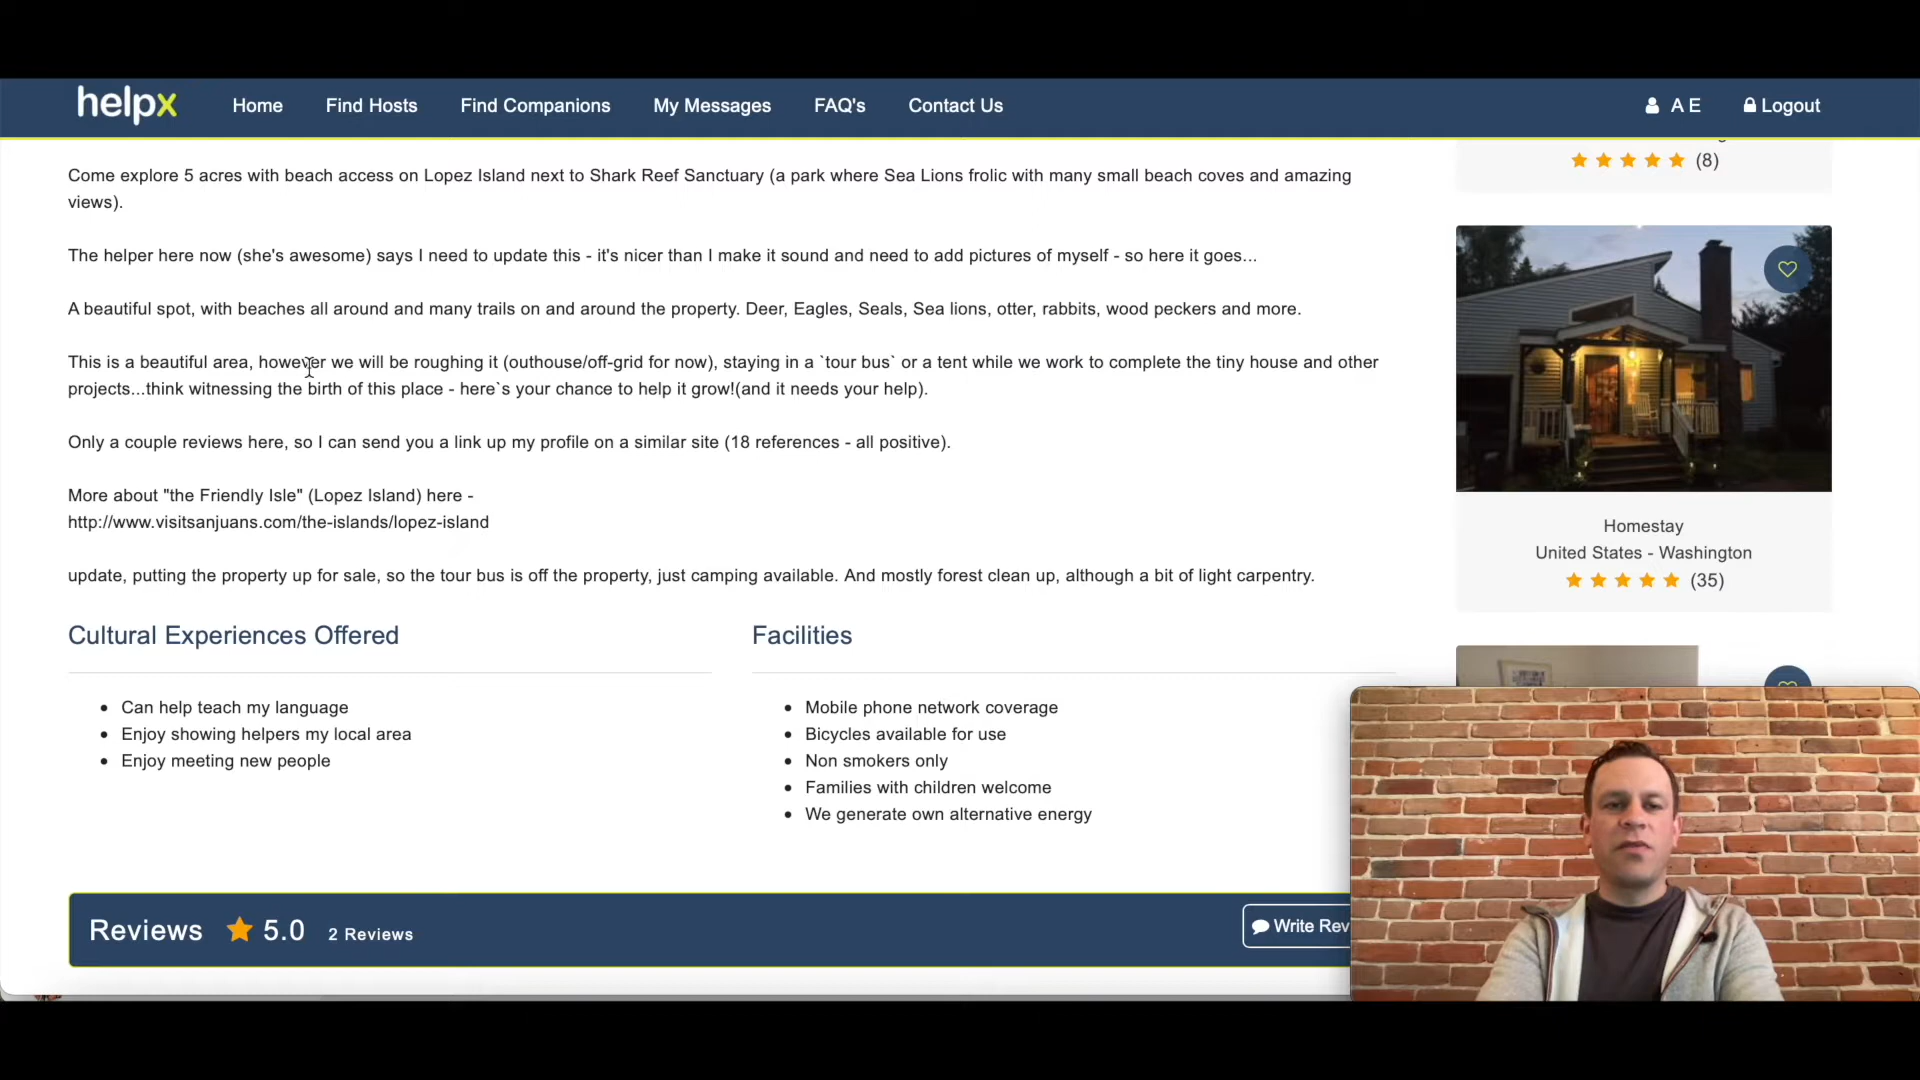 helpx
Home
Find Hosts
Find Companions
My Messages
FAQ's
Contact Us
A E
Logout
(8)
Come explore 5 acres with beach access on Lopez Island next to Shark Reef Sanctuary (a park where Sea Lions frolic with many small beach coves and amazing
views).
The helper here now (she's awesome) says I need to update this - it's nicer than I make it sound and need to add pictures of myself - so here it goes...
A beautiful spot, with beaches all around and many trails on and around the property. Deer, Eagles, Seals, Sea lions, otter, rabbits, wood peckers and more.
This is a beautiful area, however we will be roughing it (outhouse/off-grid for now), staying in a `tour bus` or a tent while we work to complete the tiny house and other
projects...think witnessing the birth of this place - here`s your chance to help it grow!(and it needs your help).
Only a couple reviews here, so I can send you a link up my profile on a similar site (18 references - all positive).
More about "the Friendly Isle" (Lopez Island) here -
http://www.visitsanjuans.com/the-islands/lopez-island
update, putting the property up for sale, so the tour bus is off the property, just camping available. And mostly forest clean up, although a bit of light carpentry.
Homestay
United States - Washington
(35)
Cultural Experiences Offered
Can help teach my language
Enjoy showing helpers my local area
Enjoy meeting new people
Facilities
Mobile phone network coverage
Bicycles available for use
Non smokers only
Families with children welcome
We generate own alternative energy
Reviews
5.0
2 Reviews
Write Rev